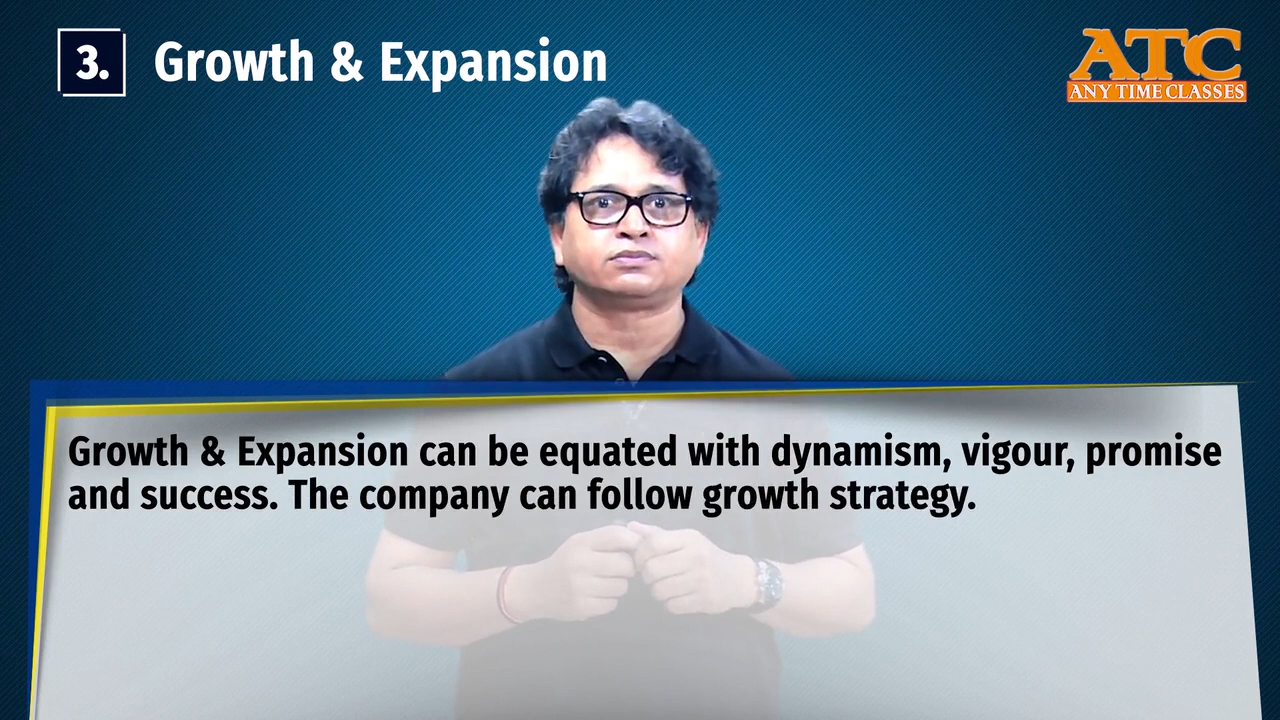 3. Growth & Expansion
ATC
ANY TIME CLASSES
Growth & Expansion can be equated with dynamism, vigour, promise
and success. The company can follow growth strategy.